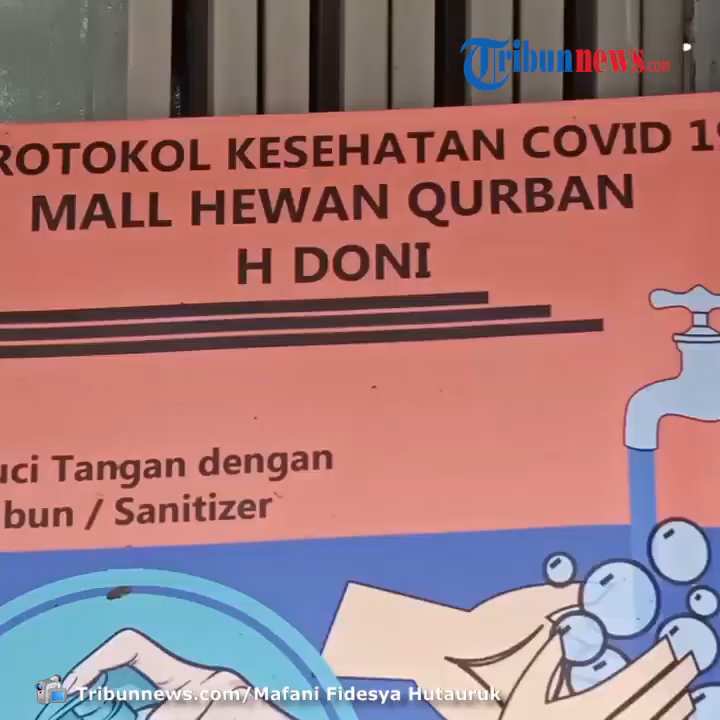 Tribunnews.com
ROTOKOL KESEHATAN COVID 19
MALL HEWAN QURBAN
H DONI
uci Tangan dengan
bun / Sanitizer
Tribunnews.com/Mafani Fidesya Hutauruk